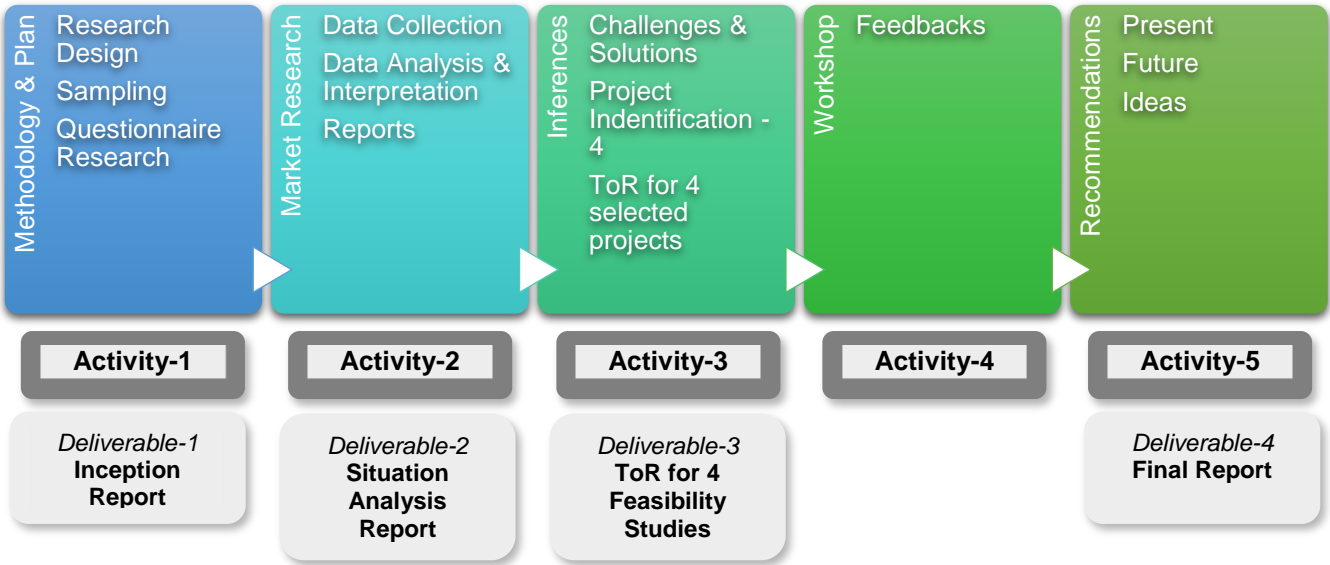 Methodology & Plan
Research
Design
Sampling
Questionnaire
Research
Market Research
Data Collection
Data Analysis &
Interpretation
Reports
Inferences
Challenges &
Solutions
Project
Indentification -
4
ToR for 4
selected
projects
Workshop
Feedbacks
Recommendations
Present
Future
Ideas
Activity-1
Activity-2
Activity-3
Activity-4
Activity-5
Deliverable-1
Inception
Report
Deliverable-2
Situation
Analysis
Report
Deliverable-3
ToR for 4
Feasibility
Studies
Deliverable-4
Final Report